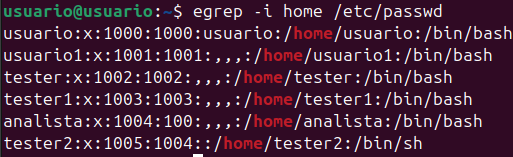 usuario@usuario:~$ egrep -i home /etc/passwd
usuario:x:1000:1000:usuario:/home/usuario:/bin/bash
usuario1:x:1001:1001:,,,:/home/usuario1:/bin/bash
tester:x:1002:1002:,,,:/home/tester:/bin/bash
tester1:x:1003:1003:,,,:/home/tester1:/bin/bash
analista:x:1004:100:,,,:/home/analista:/bin/bash
tester2:x:1005:1004::/home/tester2:/bin/sh